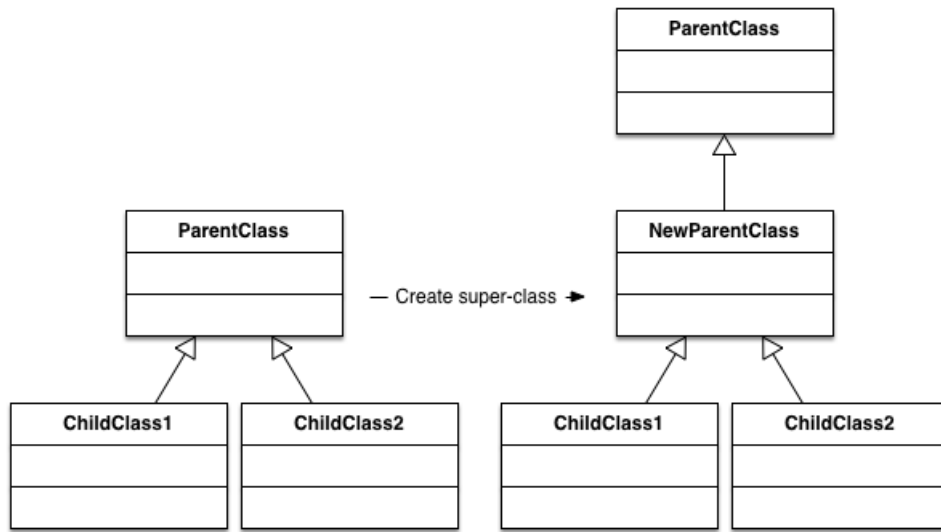 ParentClass
ParentClass
NewParentClass
Create super-class
ChildClass1
ChildClass2
ChildClass1
ChildClass2